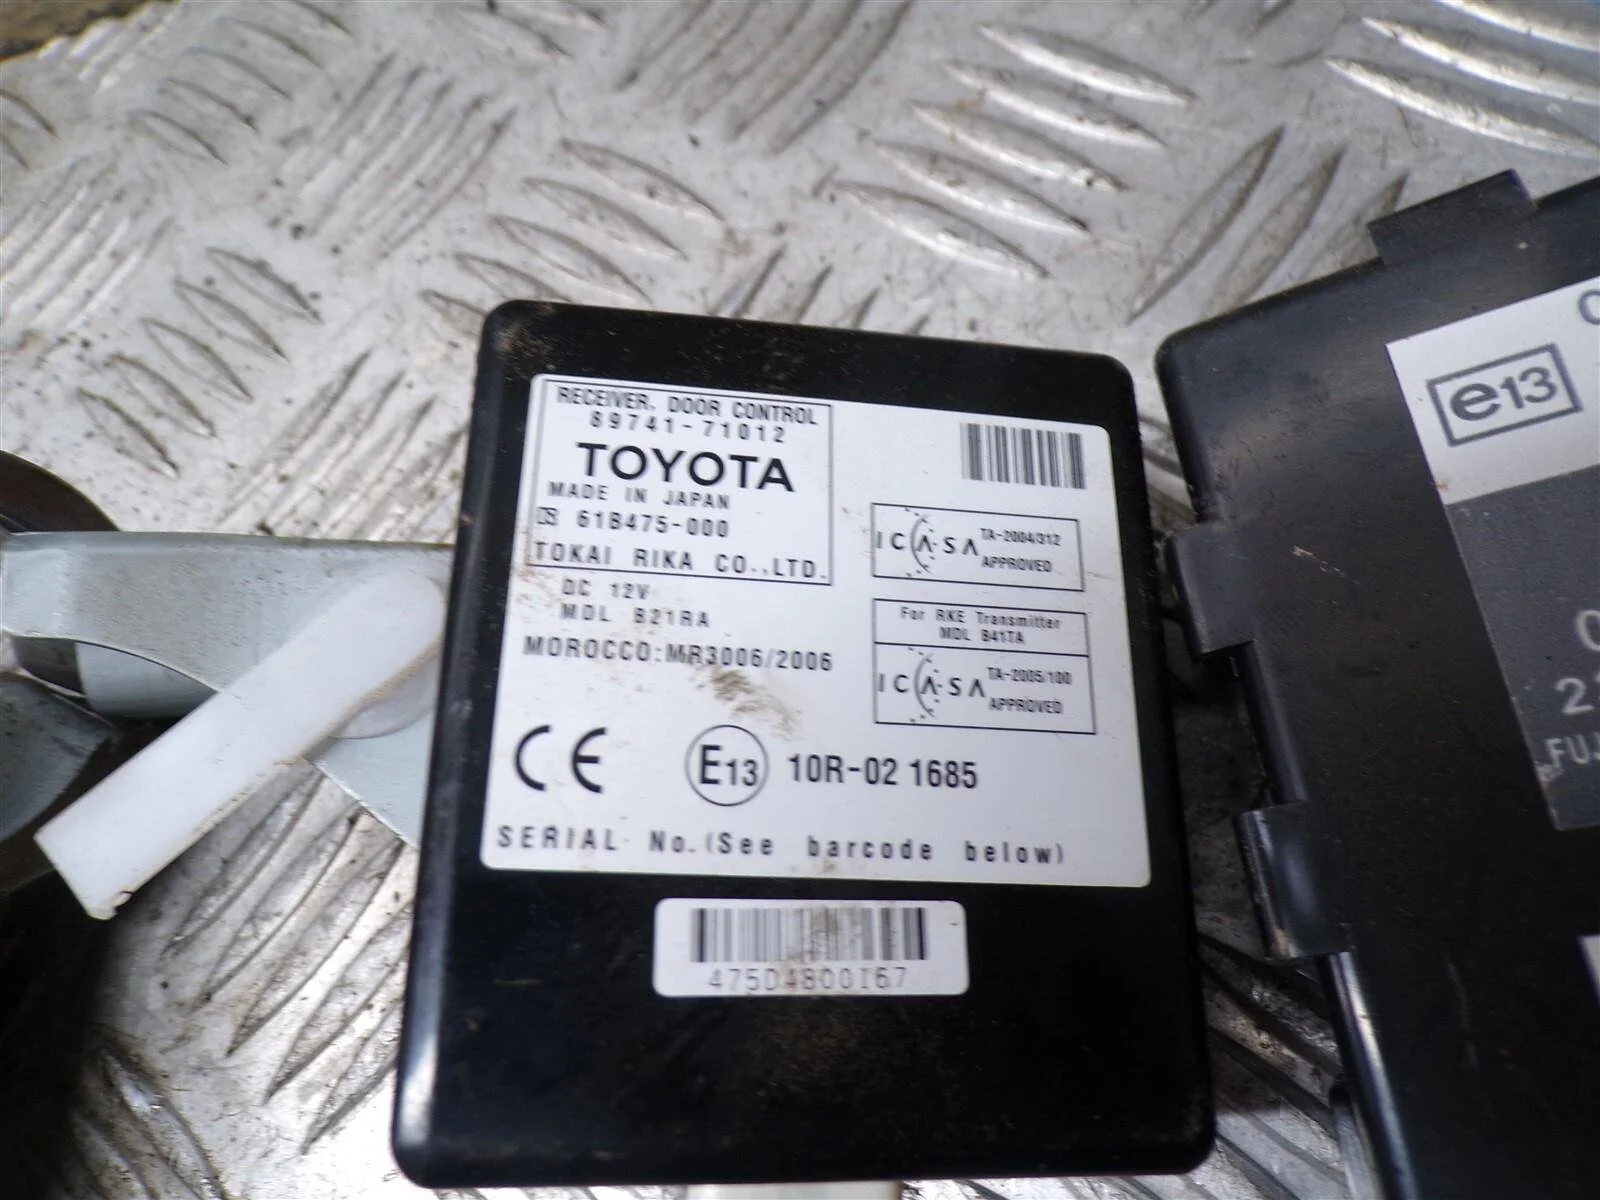 RECEIVER, DOOR CONTROL
89741-71012
TOYOTA
MADE IN JAPAN
61B475-000
TOKAI RIKA CO.,LTD.
DC 12V
MDL B21RA
MOROCCO:MR3006/2006
ICASA TA-2004/312
APPROVED
For RKE Transmitter
MDL B41TA
ICASA TA-2005/100
APPROVED
CE E13 10R-02 1685
SERIAL No.(See barcode below)
475D4800167
e13
FUJ